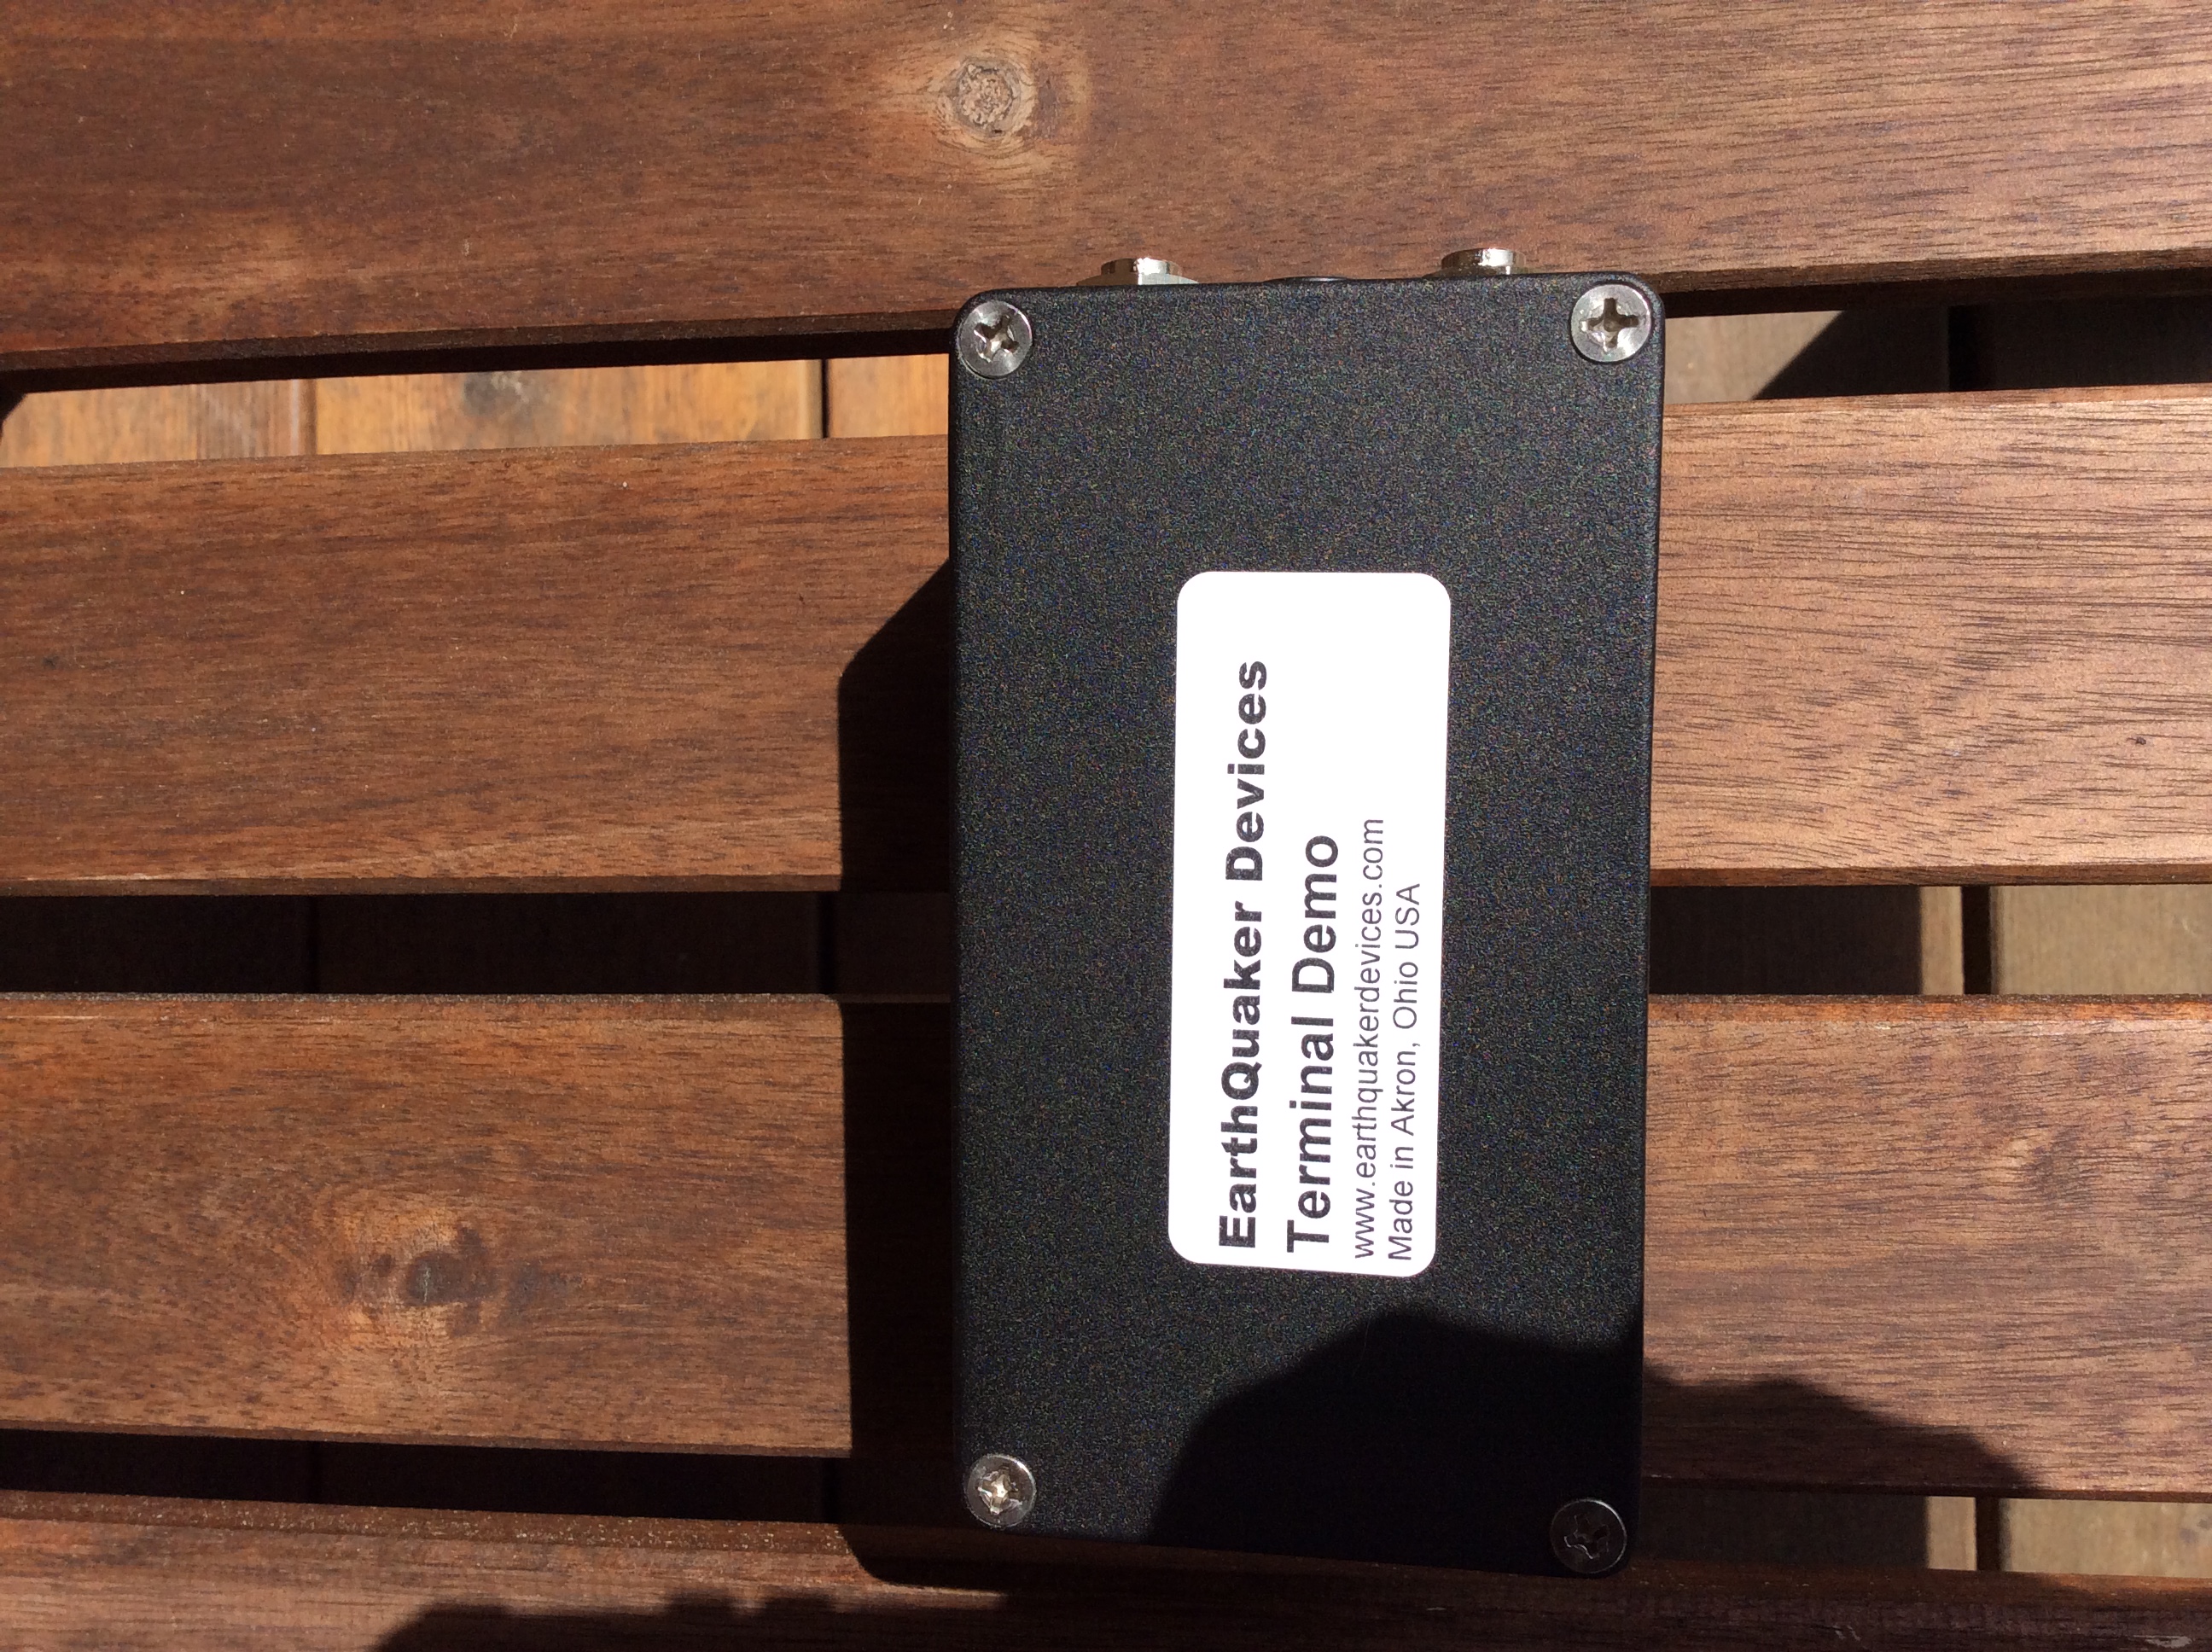 EarthQuaker Devices
Terminal Demo
www.earthquakerdevices.com
Made in Akron, Ohio USA